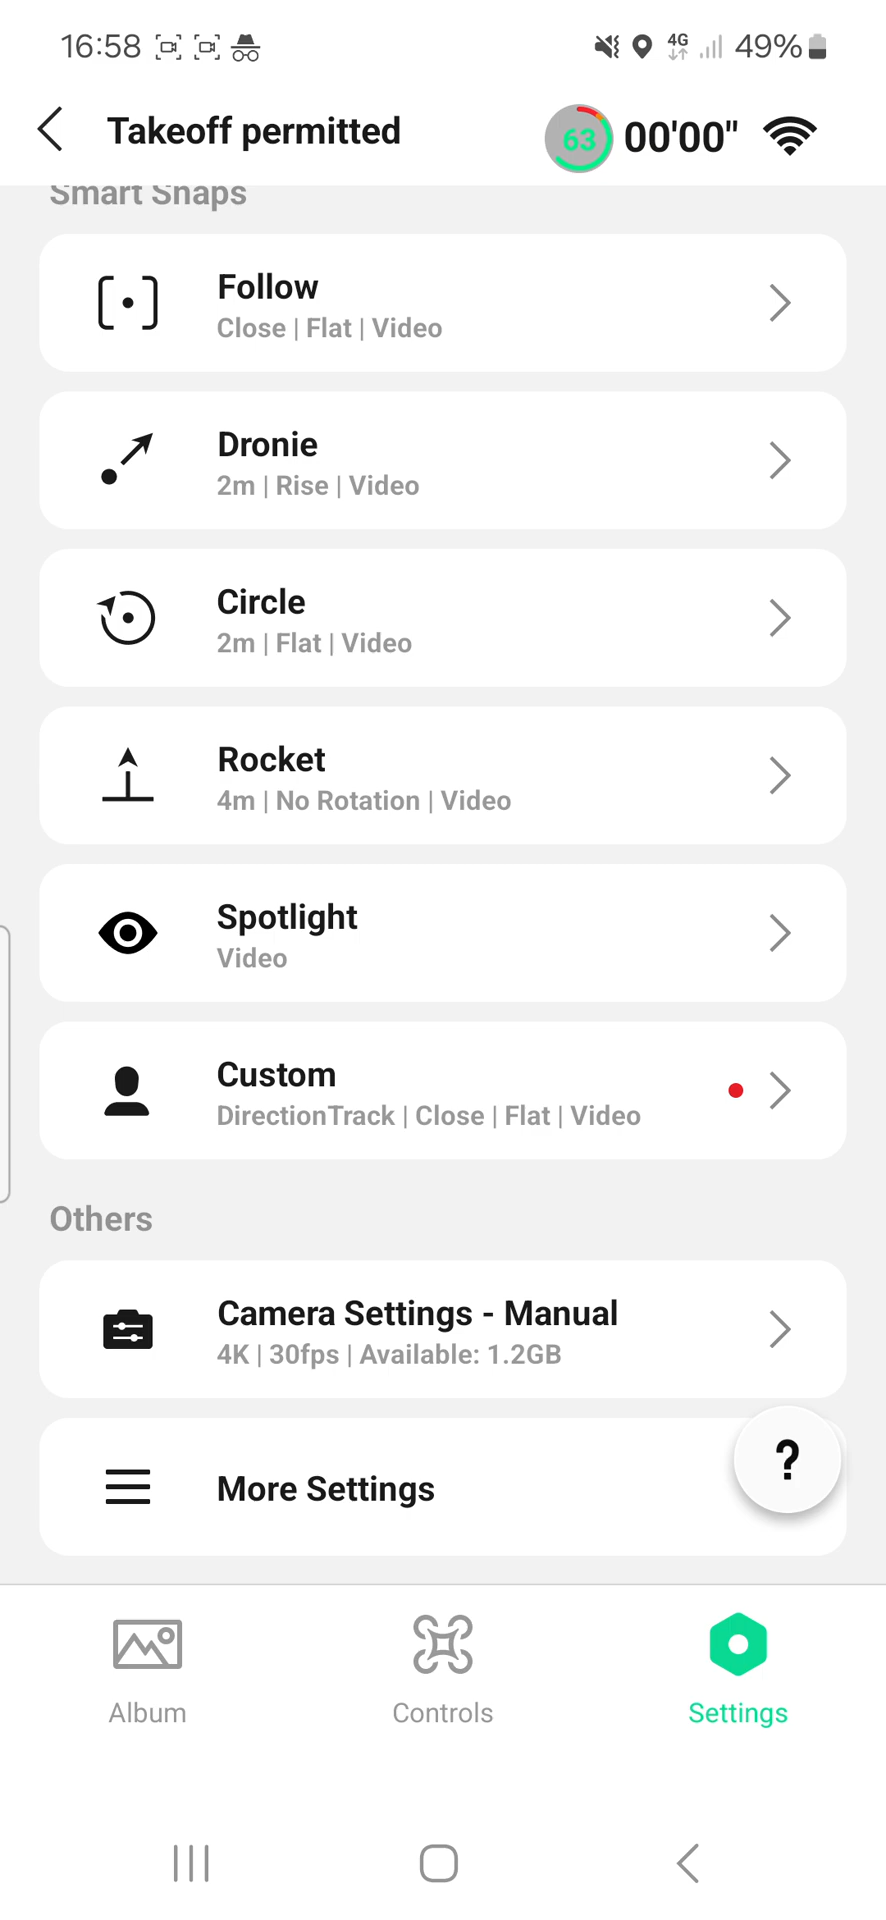 16:58 4G 49%
Takeoff permitted 63 00'00"
Smart Snaps
Follow
Close | Flat | Video
Dronie
2m | Rise | Video
Circle
2m | Flat | Video
Rocket
4m | No Rotation | Video
Spotlight
Video
Custom
DirectionTrack | Close | Flat | Video
Others
Camera Settings - Manual
4K | 30fps | Available: 1.2GB
More Settings
?
Album Controls Settings